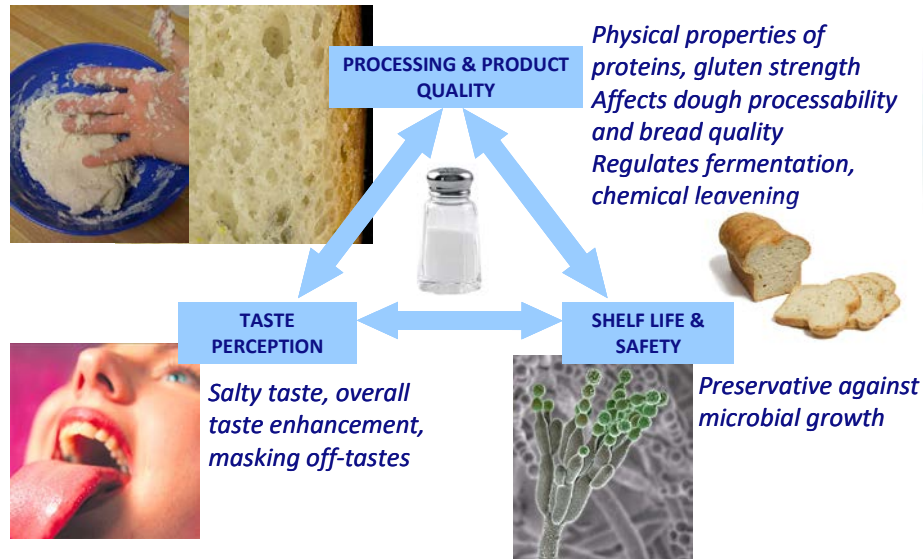 PROCESSING & PRODUCT
QUALITY
Physical properties of
proteins, gluten strength
Affects dough processability
and bread quality
Regulates fermentation,
chemical leavening
TASTE
PERCEPTION
SHELF LIFE &
SAFETY
Salty taste, overall
taste enhancement,
masking off-tastes
Preservative against
microbial growth